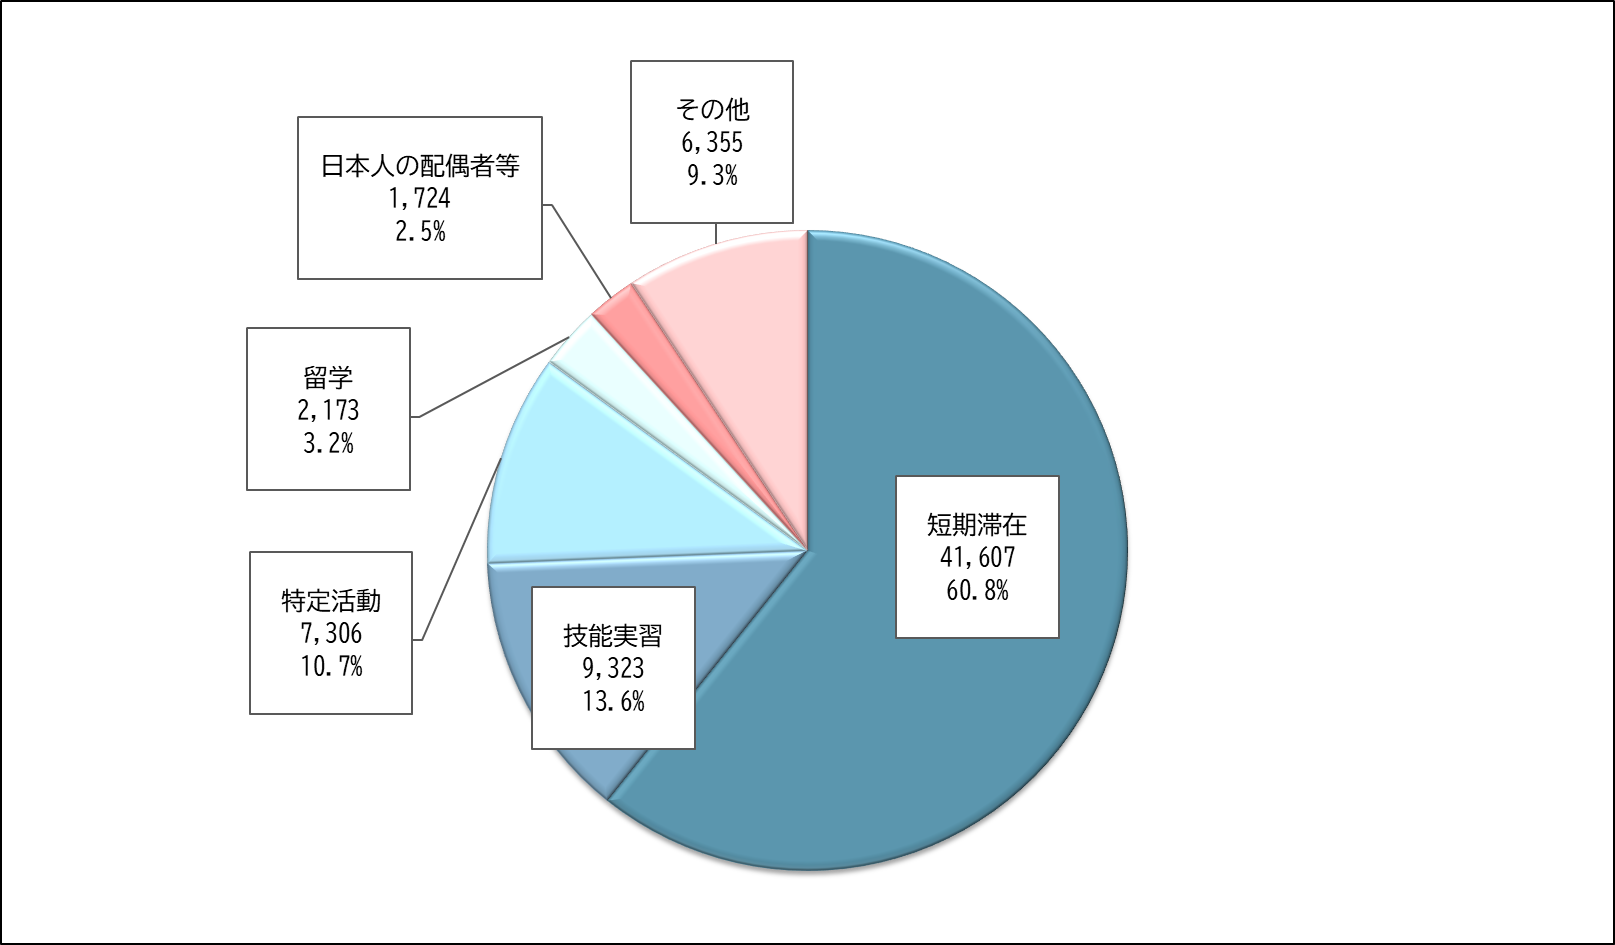 その他
6,355
9.3%
日本人の配偶者等
1,724
2.5%
留学
2,173
3.2%
特定活動
7,306
10.7%
技能実習
9,323
13.6%
短期滞在
41,607
60.8%